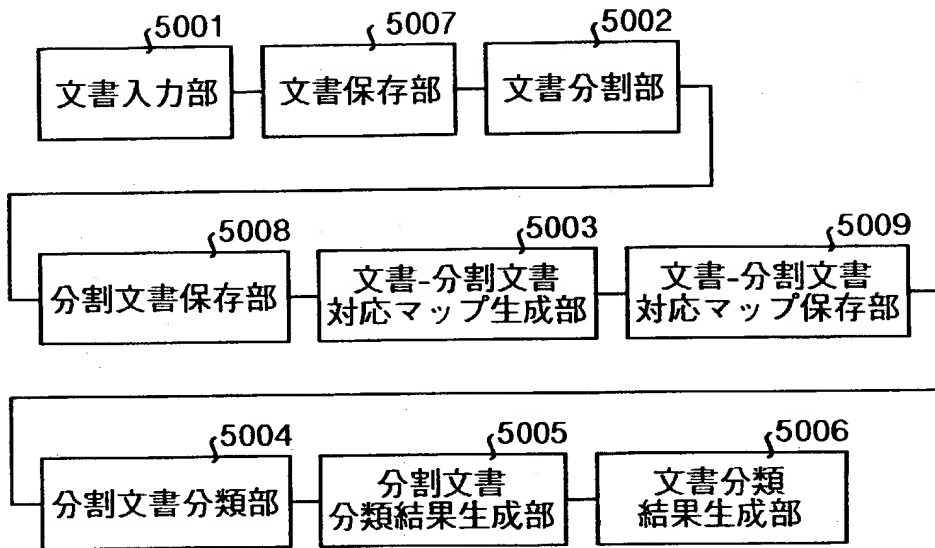 5001
文書入力部
5007
文書保存部
5002
文書分割部
5008
分割文書保存部
5003
文書-分割文書
対応マップ生成部
5009
文書-分割文書
対応マップ保存部
5004
分割文書分類部
5005
分割文書
分類結果生成部
5006
文書分類
結果生成部